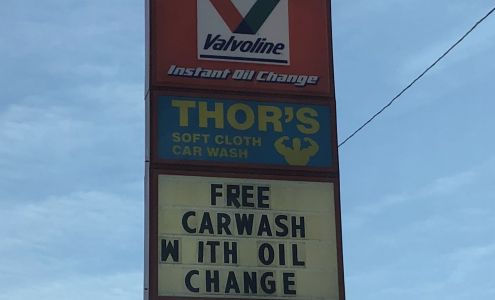 Valvoline
Instant Oil Change
THOR'S
SOFT CLOTH
CAR WASH
FREE
CARWASH
W ITH OIL
CHANGE